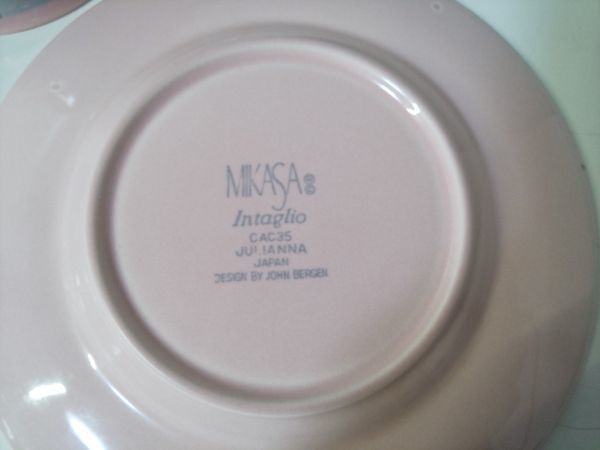 MIKASA®
Intaglio
CAC35
JULIANNA
JAPAN
DESIGN BY JOHN BERGEN